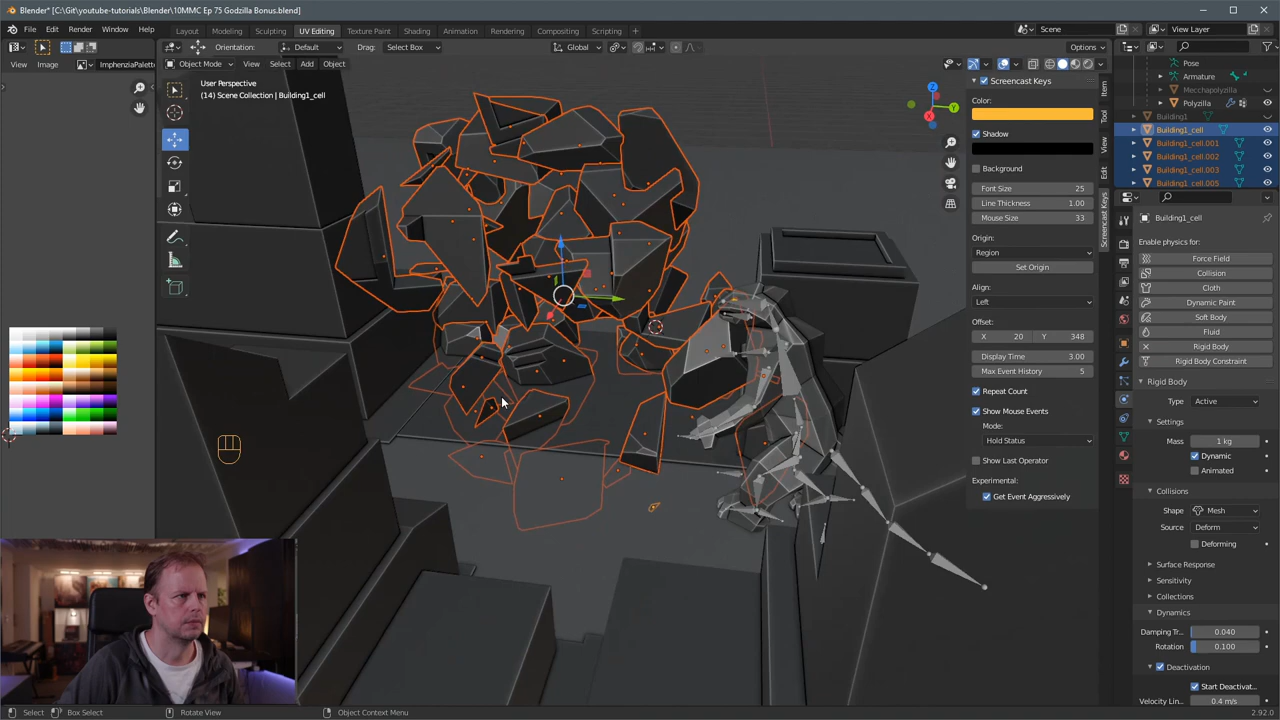 Blender* [C:\Git\youtube-tutorials\Blender\10MMC Ep 75 Godzilla Bonus.blend]
File Edit Render Window Help Layout Modeling Sculpting UV Editing Texture Paint Shading Animation Rendering Compositing Scripting Scene View Layer
Orientation: Default Drag: Select Box Global Options
View Image ImphenziaPalett Object Mode View Select Add Object
User Perspective
(14) Scene Collection | Building1_cell
Z
Y
X
Item
Tool
View
Edit
Screencast Keys
Screencast Keys
Color:
Shadow
Background
Font Size 25
Line Thickness 1.00
Mouse Size 33
Origin:
Region
Set Origin
Align:
Left
Offset:
X 20 Y 348
Display Time 3.00
Max Event History 5
Repeat Count
Show Mouse Events
Mode:
Hold Status
Show Last Operator
Experimental:
Get Event Aggressively
Pose
Armature
Mecchapolyzilla
Polyzilla
Building1
Building1_cell
Building1_cell.001
Building1_cell.002
Building1_cell.003
Building1_cell.005
Building1_cell
Enable physics for:
Force Field
Collision
Cloth
Dynamic Paint
Soft Body
Fluid
Rigid Body
Rigid Body Constraint
Rigid Body
Type Active
Settings
Mass 1 kg
Dynamic
Animated
Collisions
Shape Mesh
Source Deform
Deforming
Surface Response
Sensitivity
Collections
Dynamics
Damping Tr... 0.040
Rotation 0.100
Deactivation
Start Deactivat...
Velocity Lin... 0.4 m/s
Select Box Select Rotate View Object Context Menu 2.92.0